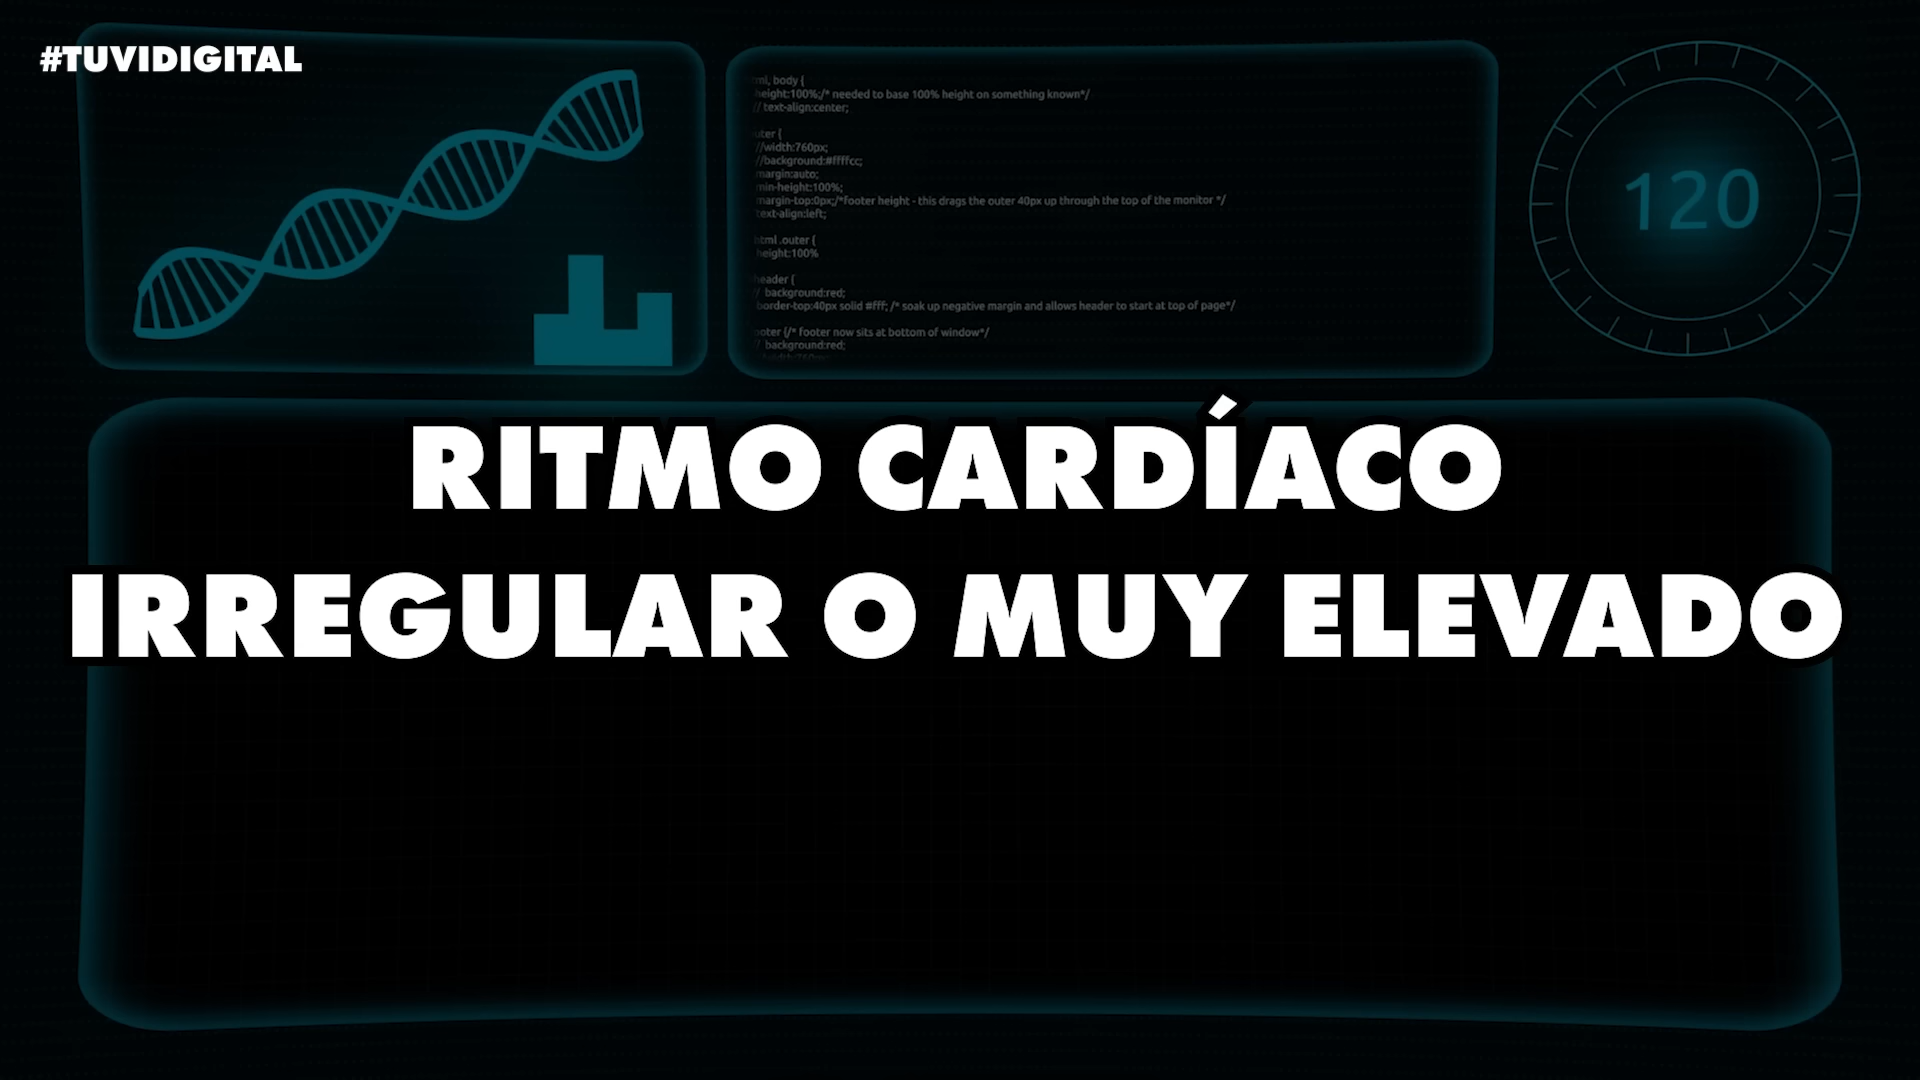 #TUVIDIGITAL
ml, body {
height:100%;/* needed to base 100% height on something known*/
// text-align:center;
uter {
//width:760px;
//background:#ffffcc;
margin:auto;
min-height:100%;
margin-top:0px;/*footer height - this drags the outer 40px up through the top of the monitor */
text-align:left;
html .outer {
height:100%
header {
// background:red;
border-top:40px solid #fff; /* soak up negative margin and allows header to start at top of page*/
ooter {/* footer now sits at bottom of window*/
// background:red;
120
RITMO CARDÍACO
IRREGULAR O MUY ELEVADO